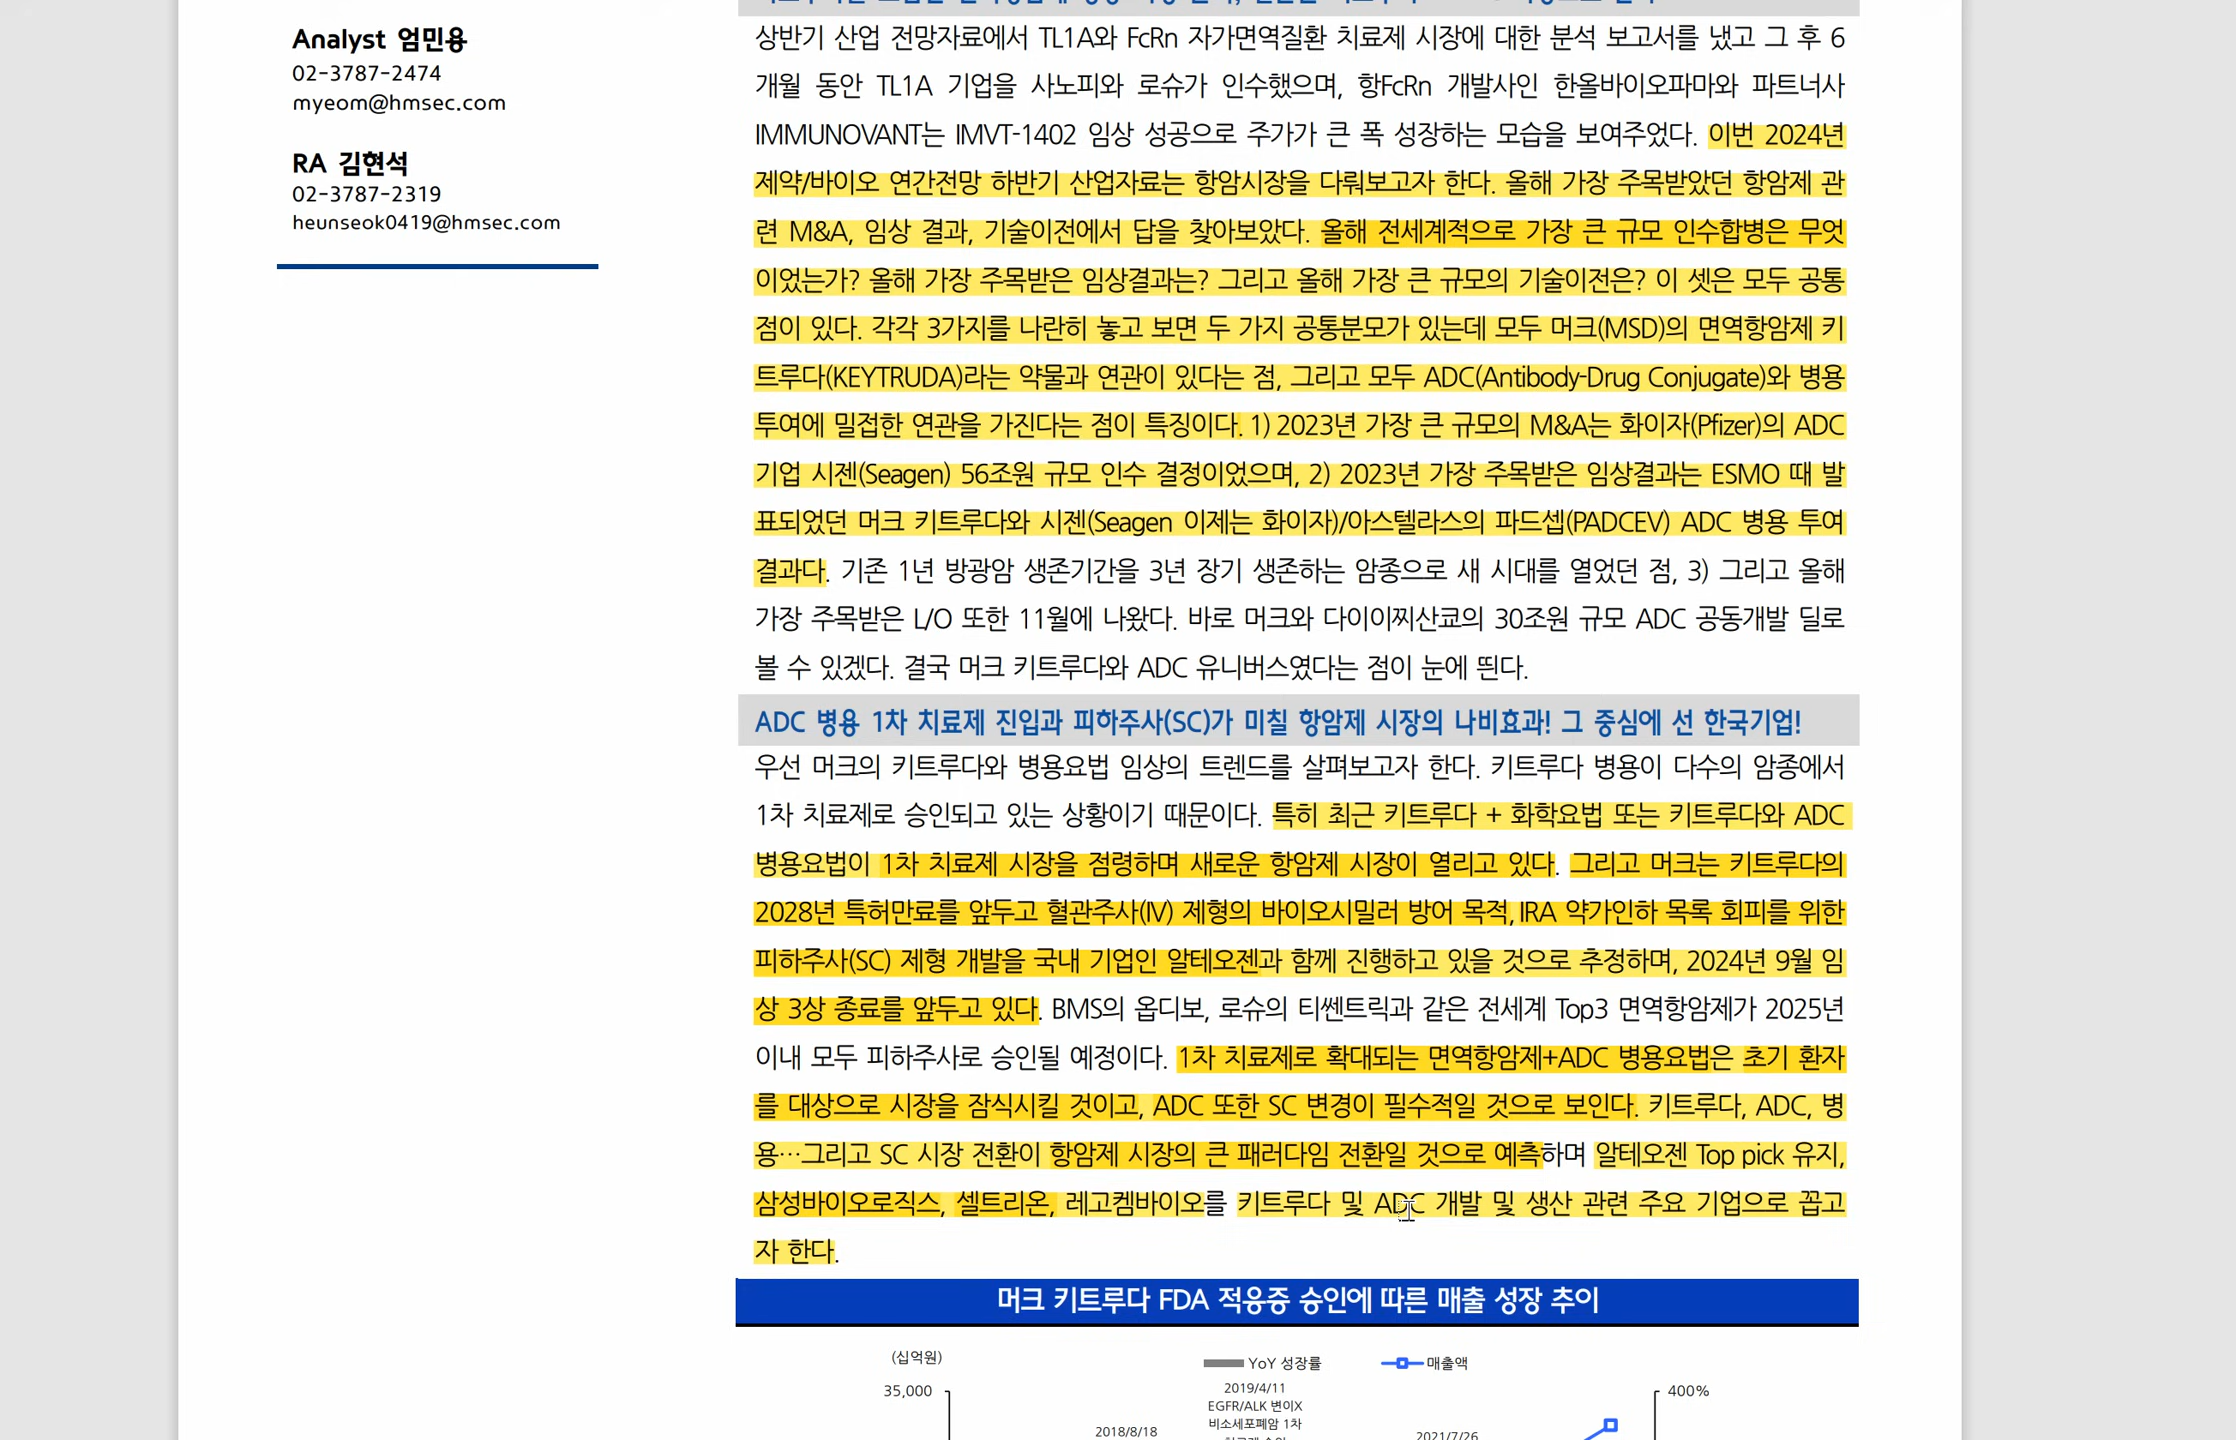 Analyst 엄민용
02-3787-2474
myeom@hmsec.com
RA 김현석
02-3787-2319
heunseok0419@hmsec.com
상반기 산업 전망자료에서 TL1A와 FcRn 자가면역질환 치료제 시장에 대한 분석 보고서를 냈고 그 후 6
개월 동안 TL1A 기업을 사노피와 로슈가 인수했으며, 항FcRn 개발사인 한올바이오파마와 파트너사
IMMUNOVANT는 IMVT-1402 임상 성공으로 주가가 큰 폭 성장하는 모습을 보여주었다. 이번 2024년
제약/바이오 연간전망 하반기 산업자료는 항암시장을 다뤄보고자 한다. 올해 가장 주목받았던 항암제 관
련 M&A, 임상 결과, 기술이전에서 답을 찾아보았다. 올해 전세계적으로 가장 큰 규모 인수합병은 무엇
이었는가? 올해 가장 주목받은 임상결과는? 그리고 올해 가장 큰 규모의 기술이전은? 이 셋은 모두 공통
점이 있다. 각각 3가지를 나란히 놓고 보면 두 가지 공통분모가 있는데 모두 머크(MSD)의 면역항암제 키
트루다(KEYTRUDA)라는 약물과 연관이 있다는 점, 그리고 모두 ADC(Antibody-Drug Conjugate)와 병용
투여에 밀접한 연관을 가진다는 점이 특징이다. 1) 2023년 가장 큰 규모의 M&A는 화이자(Pfizer)의 ADC
기업 시젠(Seagen) 56조원 규모 인수 결정이었으며, 2) 2023년 가장 주목받은 임상결과는 ESMO 때 발
표되었던 머크 키트루다와 시젠(Seagen 이제는 화이자)/아스텔라스의 파드셉(PADCEV) ADC 병용 투여
결과다. 기존 1년 방광암 생존기간을 3년 장기 생존하는 암종으로 새 시대를 열었던 점, 3) 그리고 올해
가장 주목받은 L/O 또한 11월에 나왔다. 바로 머크와 다이이찌산쿄의 30조원 규모 ADC 공동개발 딜로
볼 수 있겠다. 결국 머크 키트루다와 ADC 유니버스였다는 점이 눈에 띈다.
ADC 병용 1차 치료제 진입과 피하주사(SC)가 미칠 항암제 시장의 나비효과! 그 중심에 선 한국기업!
우선 머크의 키트루다와 병용요법 임상의 트렌드를 살펴보고자 한다. 키트루다 병용이 다수의 암종에서
1차 치료제로 승인되고 있는 상황이기 때문이다. 특히 최근 키트루다 + 화학요법 또는 키트루다와 ADC
병용요법이 1차 치료제 시장을 점령하며 새로운 항암제 시장이 열리고 있다. 그리고 머크는 키트루다의
2028년 특허만료를 앞두고 혈관주사(IV) 제형의 바이오시밀러 방어 목적, IRA 약가인하 목록 회피를 위한
피하주사(SC) 제형 개발을 국내 기업인 알테오젠과 함께 진행하고 있을 것으로 추정하며, 2024년 9월 임
상 3상 종료를 앞두고 있다. BMS의 옵디보, 로슈의 티쎈트릭과 같은 전세계 Top3 면역항암제가 2025년
이내 모두 피하주사로 승인될 예정이다. 1차 치료제로 확대되는 면역항암제+ADC 병용요법은 초기 환자
를 대상으로 시장을 잠식시킬 것이고, ADC 또한 SC 변경이 필수적일 것으로 보인다. 키트루다, ADC, 병
용…그리고 SC 시장 전환이 항암제 시장의 큰 패러다임 전환일 것으로 예측하며 알테오젠 Top pick 유지,
삼성바이오로직스, 셀트리온, 레고켐바이오를 키트루다 및 ADC 개발 및 생산 관련 주요 기업으로 꼽고
자 한다.
머크 키트루다 FDA 적응증 승인에 따른 매출 성장 추이
(십억원)
YoY 성장률
매출액
35,000
400%
2019/4/11
EGFR/ALK 변이X
비소세포폐암 1차
2018/8/18
2021/7/26